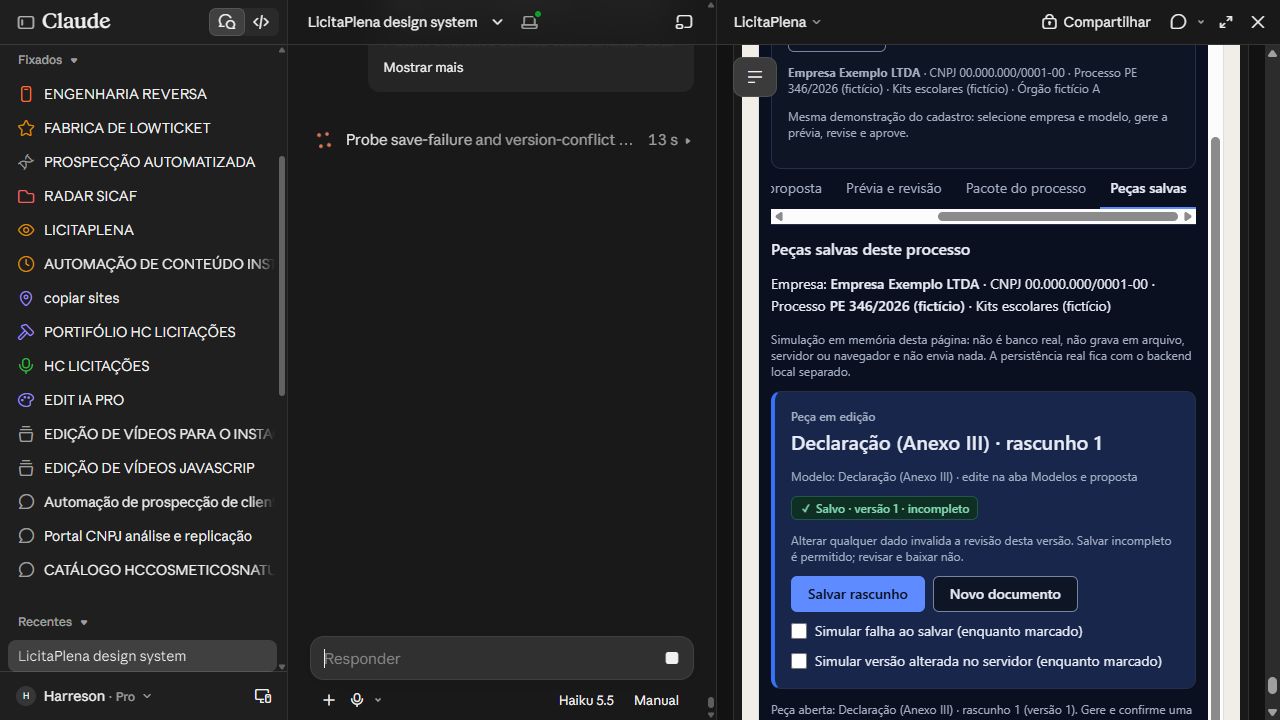 Claude
Fixados
ENGENHARIA REVERSA
FABRICA DE LOWTICKET
PROSPECÇÃO AUTOMATIZADA
RADAR SICAF
LICITAPLENA
AUTOMAÇÃO DE CONTEÚDO INST
copiar sites
PORTIFÓLIO HC LICITAÇÕES
HC LICITAÇÕES
EDIT IA PRO
EDIÇÃO DE VÍDEOS PARA O INSTA
EDIÇÃO DE VÍDEOS JAVASCRIP
Automação de prospecção de clien
Portal CNPJ análise e replicação
CATÁLOGO HCCOSMETICOSNATU
Recentes
LicitaPlena design system
H Harreson · Pro
LicitaPlena design system
Mostrar mais
Probe save-failure and version-conflict … 13 s
Responder
Haiku 5.5 Manual
LicitaPlena
Compartilhar
Empresa Exemplo LTDA · CNPJ 00.000.000/0001-00 · Processo PE
346/2026 (fictício) · Kits escolares (fictício) · Órgão fictício A
Mesma demonstração do cadastro: selecione empresa e modelo, gere a
prévia, revise e aprove.
proposta Prévia e revisão Pacote do processo Peças salvas
Peças salvas deste processo
Empresa: Empresa Exemplo LTDA · CNPJ 00.000.000/0001-00 ·
Processo PE 346/2026 (fictício) · Kits escolares (fictício)
Simulação em memória desta página: não é banco real, não grava em arquivo,
servidor ou navegador e não envia nada. A persistência real fica com o backend
local separado.
Peça em edição
Declaração (Anexo III) · rascunho 1
Modelo: Declaração (Anexo III) · edite na aba Modelos e proposta
✓ Salvo · versão 1 · incompleto
Alterar qualquer dado invalida a revisão desta versão. Salvar incompleto
é permitido; revisar e baixar não.
Salvar rascunho Novo documento
Simular falha ao salvar (enquanto marcado)
Simular versão alterada no servidor (enquanto marcado)
Peça aberta: Declaração (Anexo III) · rascunho 1 (versão 1). Gere e confirme uma